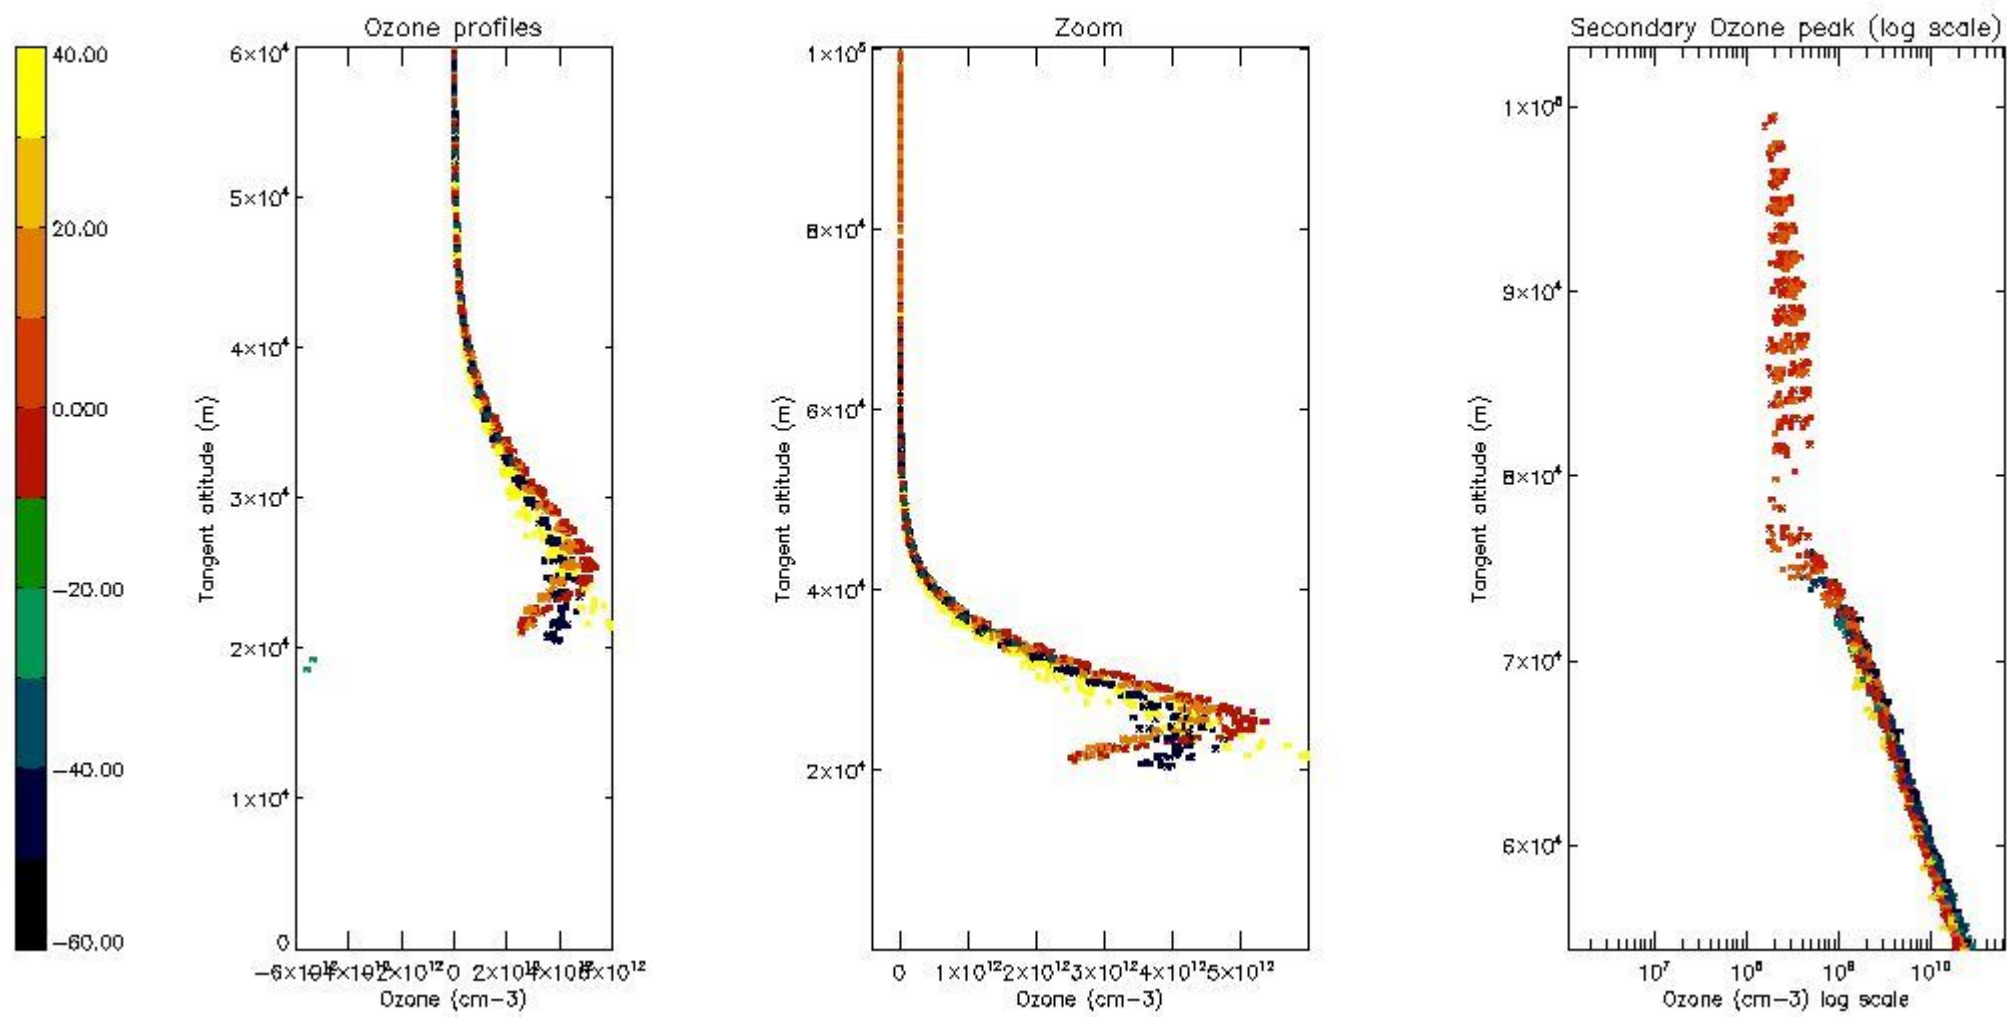 Ozone profiles
Zoom
Secondary Ozone peak (log scale)
40.00
20.00
0.000
−20.00
−40.00
−60.00
6×10⁴
5×10⁴
4×10⁴
3×10⁴
2×10⁴
1×10⁴
0
Tangent altitude (m)
0 2×10¹²
Ozone (cm−3)
1×10⁵
8×10⁴
6×10⁴
4×10⁴
2×10⁴
Tangent altitude (m)
0 1×10¹² 2×10¹² 3×10¹² 4×10¹² 5×10¹²
Ozone (cm−3)
9×10⁴
8×10⁴
7×10⁴
6×10⁴
Tangent altitude (m)
10⁷ 10⁸ 10⁹ 10¹⁰
Ozone (cm−3) log scale